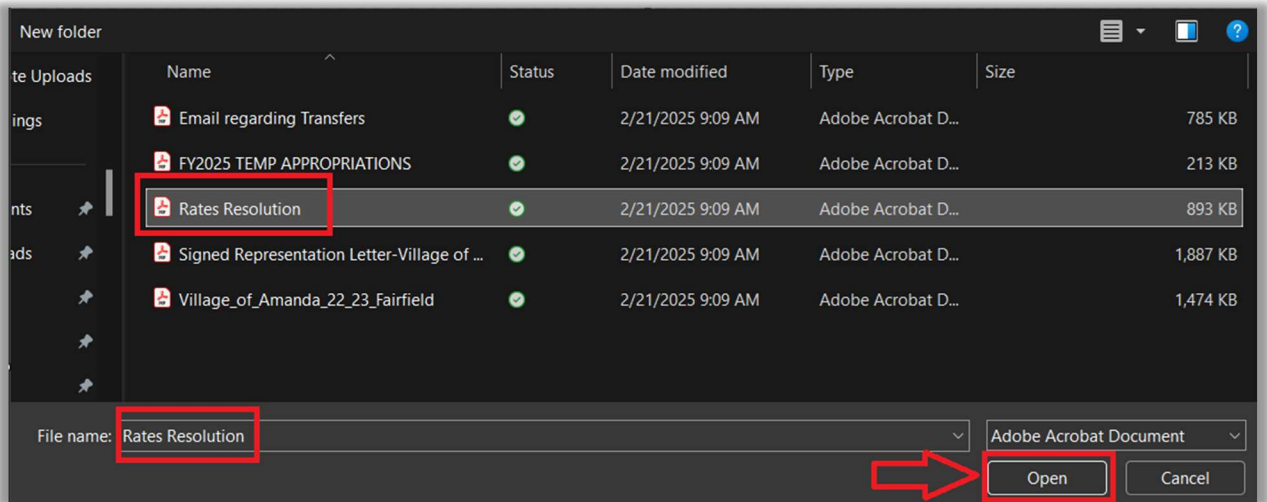 New folder
te Uploads
ings
nts
ads
Name Status Date modified Type Size
Email regarding Transfers 2/21/2025 9:09 AM Adobe Acrobat D... 785 KB
FY2025 TEMP APPROPRIATIONS 2/21/2025 9:09 AM Adobe Acrobat D... 213 KB
Rates Resolution 2/21/2025 9:09 AM Adobe Acrobat D... 893 KB
Signed Representation Letter-Village of ... 2/21/2025 9:09 AM Adobe Acrobat D... 1,887 KB
Village_of_Amanda_22_23_Fairfield 2/21/2025 9:09 AM Adobe Acrobat D... 1,474 KB
File name: Rates Resolution Adobe Acrobat Document
Open Cancel